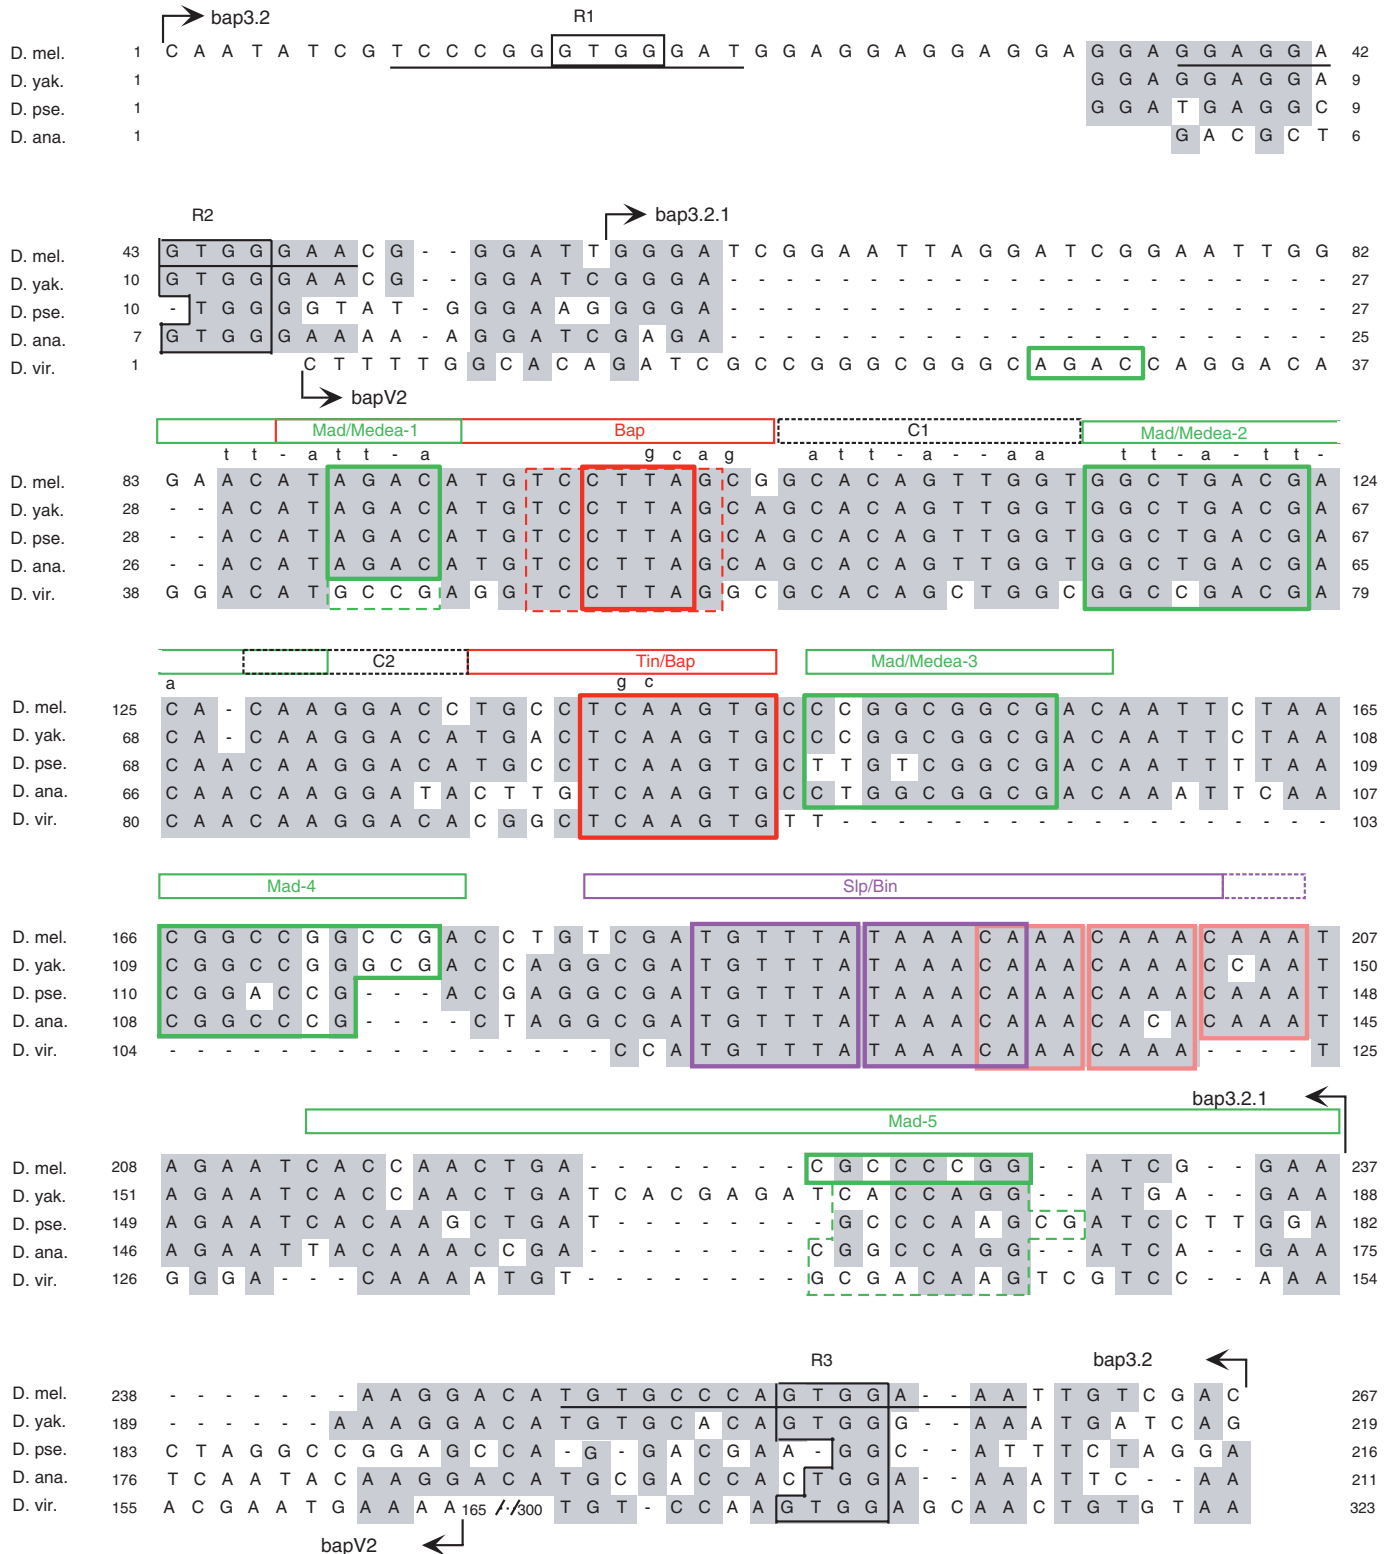 bap3.2 R1
D. mel. 1 C A A T A T C G T C C C G G G T G G G A T G G A G G A G G A G G A G G A G G A G G A 42
D. yak. 1 G G A G G A G G A 9
D. pse. 1 G G A T G A G G C 9
D. ana. 1 G A C G C T 6
R2 bap3.2.1
D. mel. 43 G T G G G A A C G - - G G A T T G G G A T C G G A A T T A G G A T C G G A A T T G G 82
D. yak. 10 G T G G G A A C G - - G G A T C G G G A - - - - - - - - - - - - - - - - - - - - - - 27
D. pse. 10 - T G G G T A T - G G G A A G G G G A - - - - - - - - - - - - - - - - - - - - - - 27
D. ana. 7 G T G G G A A A A - A G G A T C G A G A - - - - - - - - - - - - - - - - - - - - - - 25
D. vir. 1 C T T T T G G C A C A G A T C G C C G G G C G G G C A G A C C A G G A C A 37
bapV2
Mad/Medea-1 Bap C1 Mad/Medea-2
t t - a t t - a g c a g a t t - a - a a t t - a - t t -
D. mel. 83 G A A C A T A G A C A T G T C C T T A G C G G C A C A G T T G G T G G C T G A C G A 124
D. yak. 28 - - A C A T A G A C A T G T C C T T A G C A G C A C A G T T G G T G G C T G A C G A 67
D. pse. 28 - - A C A T A G A C A T G T C C T T A G C A G C A C A G T T G G T G G C T G A C G A 67
D. ana. 26 - - A C A T A G A C A T G T C C T T A G C A G C A C A G T T G G T G G C T G A C G A 65
D. vir. 38 G G A C A T G C C G A G G T C C T T A G G C G C A C A G C T G G C G G C C G A C G A 79
C2 Tin/Bap Mad/Medea-3
a g c
D. mel. 125 C A - C A A G G A C C T G C C T C A A G T G C C C G G C G G C G A C A A T T C T A A 165
D. yak. 68 C A - C A A G G A C A T G A C T C A A G T G C C C G G C G G C G A C A A T T C T A A 108
D. pse. 68 C A A C A A G G A C A T G C C T C A A G T G C T T G T C G G C G A C A A T T T T A A 109
D. ana. 66 C A A C A A G G A T A C T T G T C A A G T G C C T G G C G G C G A C A A A T T C A A 107
D. vir. 80 C A A C A A G G A C A C G G C T C A A G T G T T - - - - - - - - - - - - - - - - - - 103
Mad-4 Slp/Bin
D. mel. 166 C G G C C G G C C G A C C T G T C G A T G T T T A T A A A C A A A C A A A C A A A T 207
D. yak. 109 C G G C C G G G C G A C C A G G C G A T G T T T A T A A A C A A A C A A A C C A A T 150
D. pse. 110 C G G A C C G - - - A C G A G G C G A T G T T T A T A A A C A A A C A A A C A A A T 148
D. ana. 108 C G G C C C G - - - - C T A G G C G A T G T T T A T A A A C A A A C A C A C A A A T 145
D. vir. 104 - - - - - - - - - - - - - - - - C C A T G T T T A T A A A C A A A C A A A - - - - T 125
bap3.2.1
Mad-5
D. mel. 208 A G A A T C A C C A A C T G A - - - - - - - - C G C C C C G G - - A T C G - - G A A 237
D. yak. 151 A G A A T C A C C A A C T G A T C A C G A G A T C A C C A G G - - A T G A - - G A A 188
D. pse. 149 A G A A T C A C A A G C T G A T - - - - - - - - G C C C A A G C G A T C C T T G G A 182
D. ana. 146 A G A A T T A C A A A C C G A - - - - - - - - C G G C C A G G - - A T C A - - G A A 175
D. vir. 126 G G G A - - - C A A A A T G T - - - - - - - - G C G A C A A G T C G T C C - - A A A 154
R3 bap3.2
D. mel. 238 - - - - - - - A A G G A C A T G T G C C C A G T G G A - - A A T T G T C G A C 267
D. yak. 189 - - - - - - A A A G G A C A T G T G C A C A G T G G G - - A A A T G A T C A G 219
D. pse. 183 C T A G G C C G G A G C C A - G - G A C G A A - G G C - - A T T T C T A G G A 216
D. ana. 176 T C A A T A C A A G G A C A T G C G A C C A C T G G A - - A A A T T C - - A A 211
D. vir. 155 A C G A A T G A A A A 165 /·/ 300 T G T - C C A A G T G G A G C A A C T G T G T A A 323
bapV2